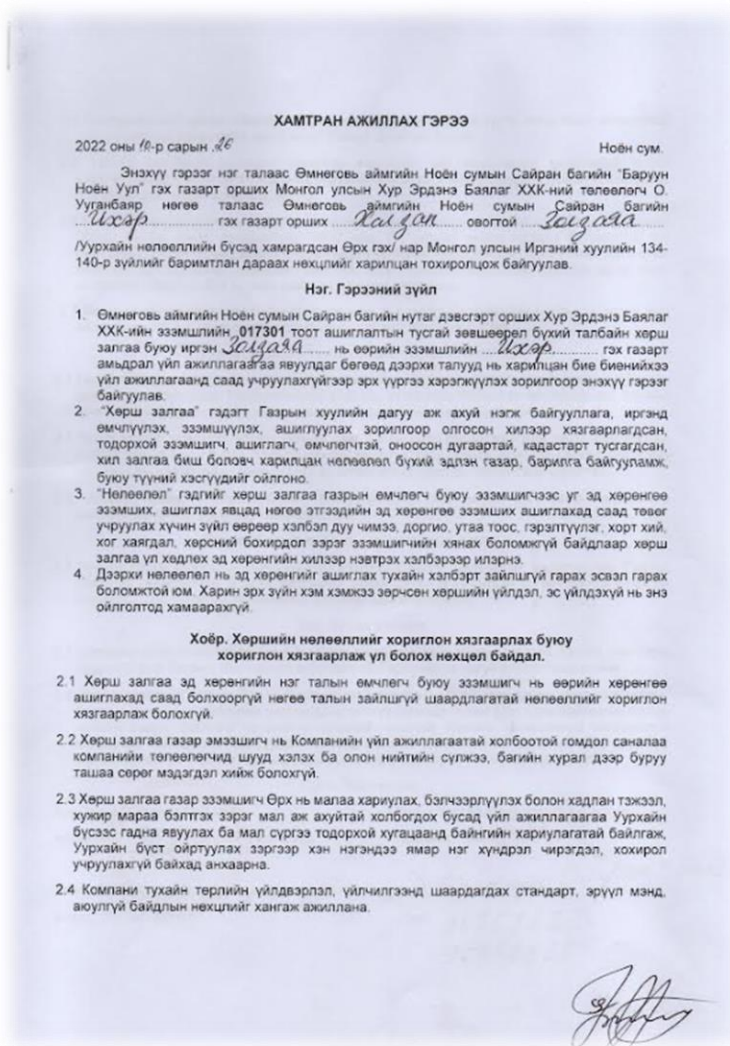 ХАМТРАН АЖИЛЛАХ ГЭРЭЭ
2022 оны 10-р сарын 26 Ноён сум.
Энэхүү гэрээг нэг талаас Өмнөговь аймгийн Ноён сумын Сайран багийн "Баруун
Ноён Уул" гэх газарт орших Монгол улсын Хур Эрдэнэ Баялаг ХХК-ний төлөөлөгч О.
Ууганбаяр нөгөө талаас Өмнөговь аймгийн Ноён сумын Сайран багийн
Ихэр гэх газарт орших Халзан овогтой Золзаяа
/Уурхайн нөлөөллийн бүсэд хамрагдсан Өрх гэх/ нар Монгол улсын Иргэний хуулийн 134-
140-р зүйлийг баримтлан дараах нөхцлийг харилцан тохиролцож байгуулав.
Нэг. Гэрээний зүйл
1. Өмнөговь аймгийн Ноён сумын Сайран багийн нутаг дэвсгэрт орших Хур Эрдэнэ Баялаг
ХХК-ийн эзэмшлийн 017301 тоот ашиглалтын тусгай зөвшөөрөл бүхий талбайн хөрш
залгаа буюу иргэн Золзаяа нь өөрийн эзэмшлийн Ихэр гэх газарт
амьдрал үйл ажиллагаагаа явуулдаг бөгөөд дээрхи талууд нь харилцан бие биенийхээ
үйл ажиллагаанд саад учруулахгүйгээр эрх үүргээ хэрэгжүүлэх зорилгоор энэхүү гэрээг
байгуулав.
2. "Хөрш залгаа" гэдэгт Газрын хуулийн дагуу аж ахуй нэгж байгууллага, иргэнд
өмчлүүлэх, эзэмшүүлэх, ашиглуулах зорилгоор олгосон хилээр хязгаарлагдсан,
тодорхой эзэмшигч, ашиглагч, өмчлөгчтэй, оноосон дугаартай, кадастарт тусгагдсан,
хил залгаа биш боловч харилцан нөлөөлөл бүхий эдлэн газар, барилга байгууламж,
буюу түүний хэсгүүдийг ойлгоно.
3. "Нөлөөлөл" гэдгийг хөрш залгаа газрын өмчлөгч буюу эзэмшигчээс уг эд хөрөнгөө
эзэмших, ашиглах явцад нөгөө этгээдийн эд хөрөнгөө эзэмших ашиглахад саад төвөг
учруулах хүчин зүйл өөрөөр хэлбэл дуу чимээ, доргио, утаа тоос, гэрэлтүүлэг, хорт хий,
хог хаягдал, хөрсний бохирдол зэрэг эзэмшигчийн хянах боломжгүй байдлаар хөрш
залгаа үл хөдлөх эд хөрөнгийн хилээр нэвтрэх хэлбэрээр илэрнэ.
4. Дээрхи нөлөөлөл нь эд хөрөнгийг ашиглах тухайн хэлбэрт зайлшгүй гарах эсвэл гарах
боломжтой юм. Харин эрх зүйн хэм хэмжээ зөрчсөн хөршийн үйлдэл, эс үйлдэхүй нь энэ
ойлголтод хамаарахгүй.
Хоёр. Хөршийн нөлөөллийг хориглон хязгаарлах буюу
хориглон хязгаарлаж үл болох нөхцөл байдал.
2.1 Хөрш залгаа эд хөрөнгийн нэг талын өмчлөгч буюу эзэмшигч нь өөрийн хөрөнгөө
ашиглахад саад болхооргүй нөгөө талын зайлшгүй шаардлагатай нөлөөллийг хориглон
хязгаарлаж болохгүй.
2.2 Хөрш залгаа газар эмээшигч нь Компанийн үйл ажиллагаатай холбоотой гомдол саналаа
компанийн төлөөлөгчид шууд хэлэх ба олон нийтийн сүлжээ, багийн хурал дээр буруу
ташаа сөрөг мэдэгдэл хийж болохгүй.
2.3 Хөрш залгаа газар эзэмшигч Өрх нь малаа хариулах, бэлчээрлүүлэх болон хадлан тэжээл,
хужир мараа бэлтгэх зэрэг мал аж ахуйтай холбогдох бусад үйл ажиллагаагаа Уурхайн
бүсээс гадна явуулах ба мал сүргээ тодорхой хугацаанд байнгийн хариулагатай байлгаж,
Уурхайн бүст ойртуулах зэргээр хэн нэгэндээ ямар нэг хүндрэл чирэгдэл, хохирол
учруулахгүй байхад анхаарна.
2.4 Компани тухайн төрлийн үйлдвэрлэл, үйлчилгээнд шаардагдах стандарт, эрүүл мэнд,
аюулгүй байдлын нөхцлийг хангаж ажиллана.